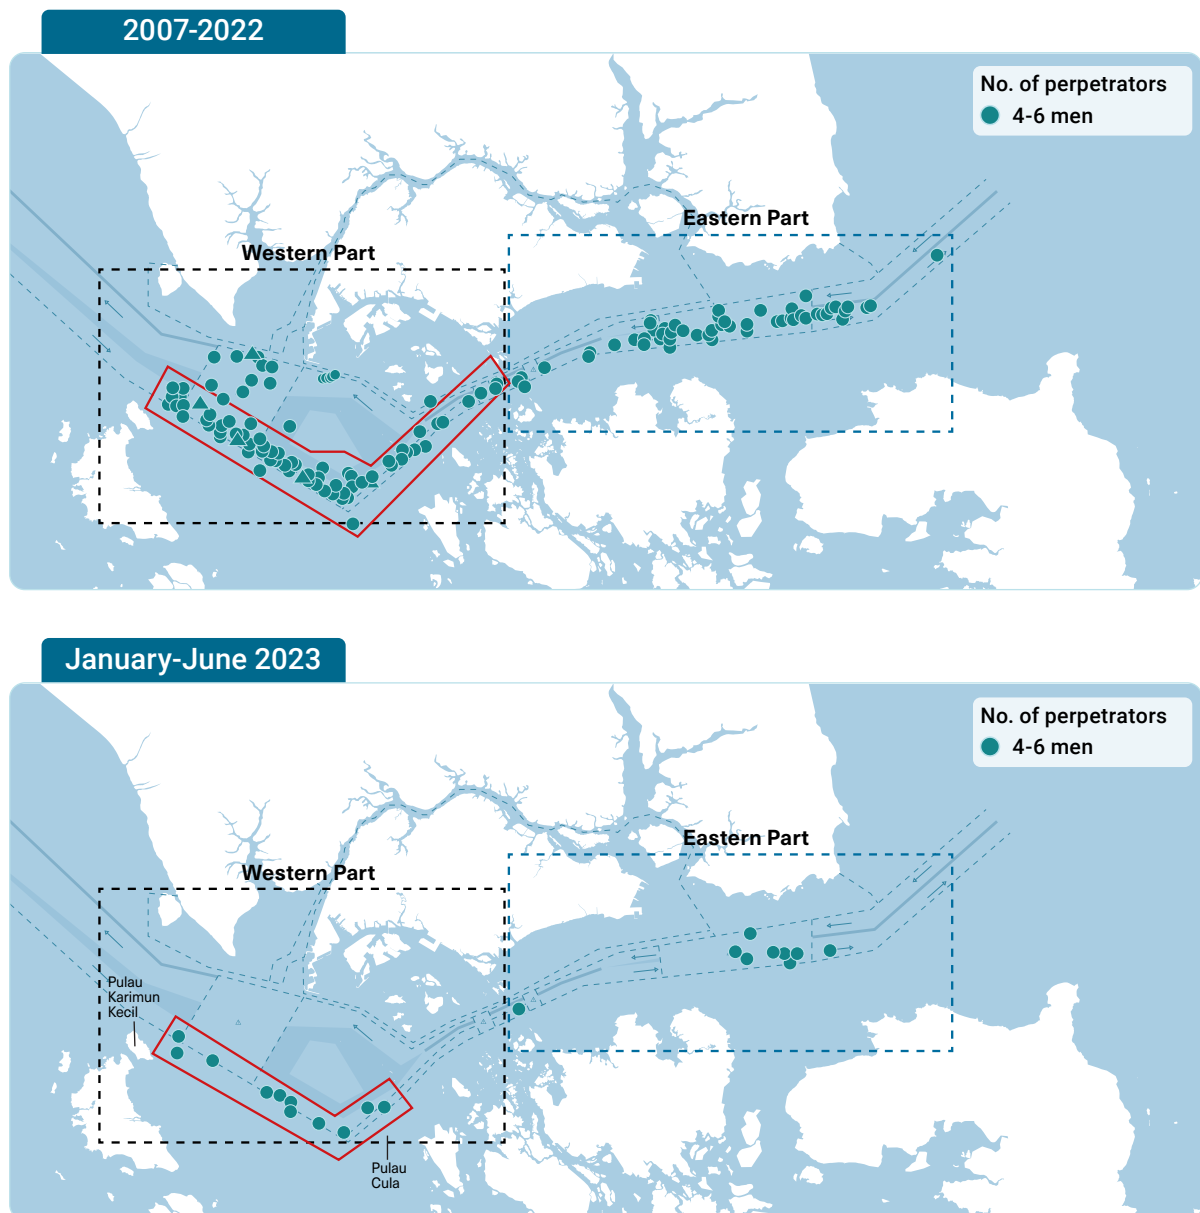 2007-2022
No. of perpetrators
4-6 men
Eastern Part
Western Part
January-June 2023
No. of perpetrators
4-6 men
Eastern Part
Western Part
Pulau
Karimun
Kecil
Pulau
Cula